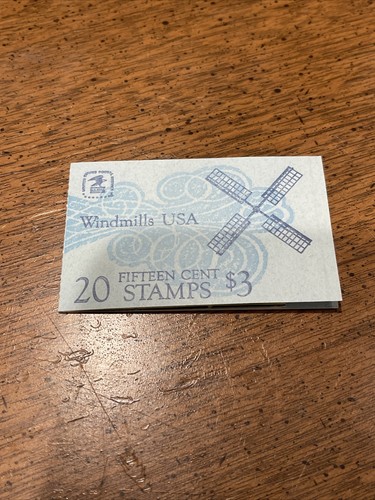 Windmills USA
20 FIFTEEN CENT STAMPS $3